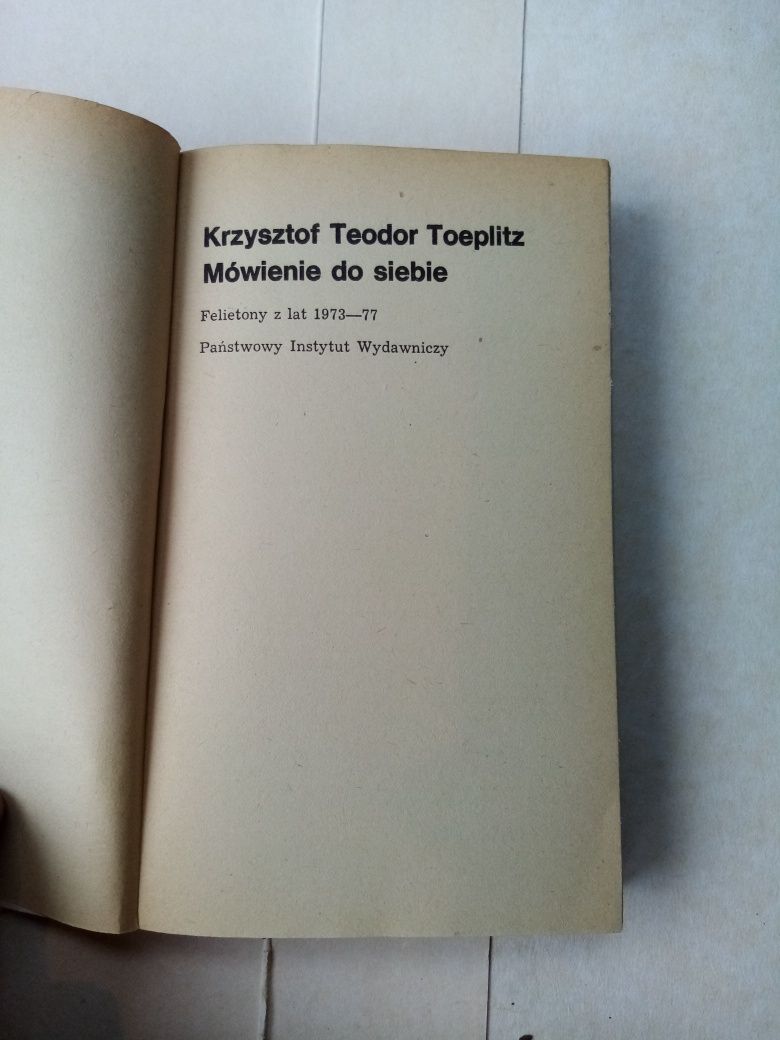 Krzysztof Teodor Toeplitz
Mówienie do siebie
Felietony z lat 1973—77
Państwowy Instytut Wydawniczy